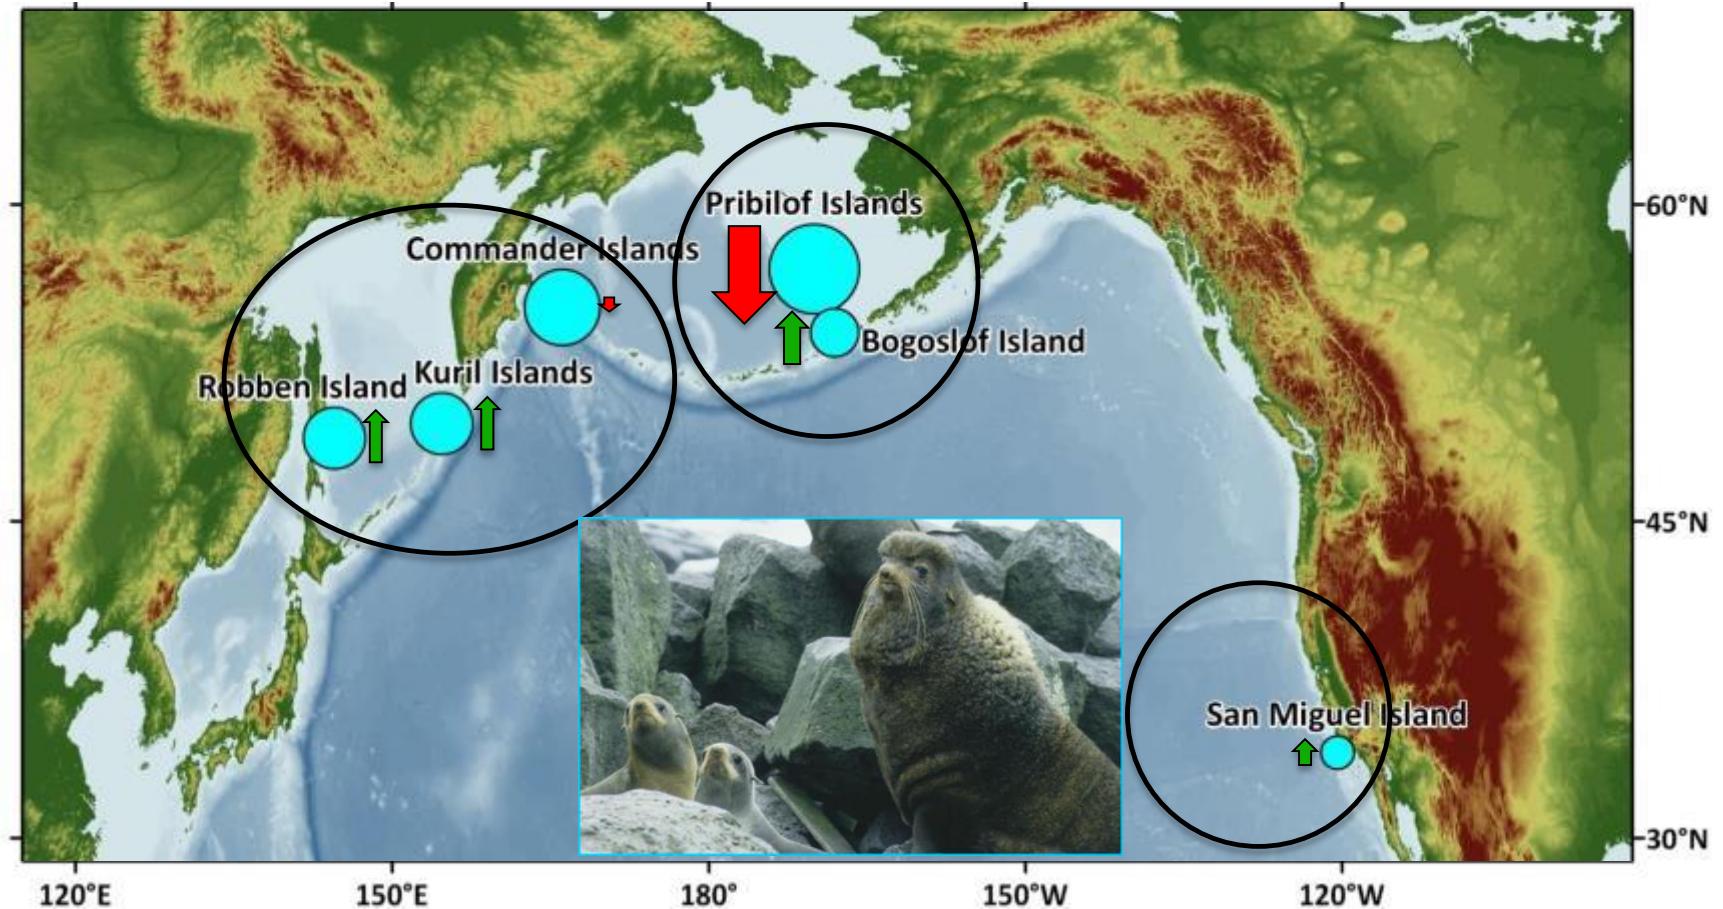 Pribilof Islands
60°N
Commander Islands
Bogoslof Island
Robben Island
Kuril Islands
45°N
San Miguel Island
30°N
120°E
150°E
180°
150°W
120°W